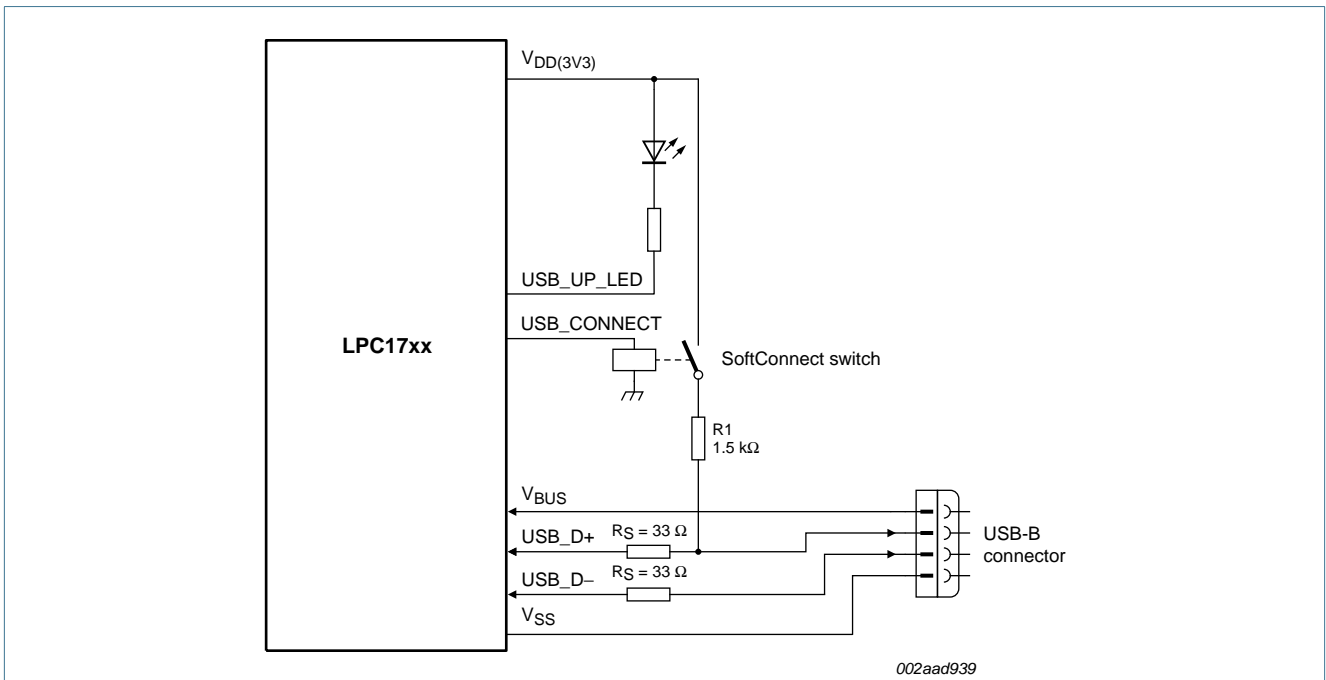 VDD(3V3)
USB_UP_LED
USB_CONNECT
LPC17xx
SoftConnect switch
R1
1.5 kΩ
VBUS
USB_D+
RS = 33 Ω
USB-B
connector
USB_D−
RS = 33 Ω
VSS
002aad939